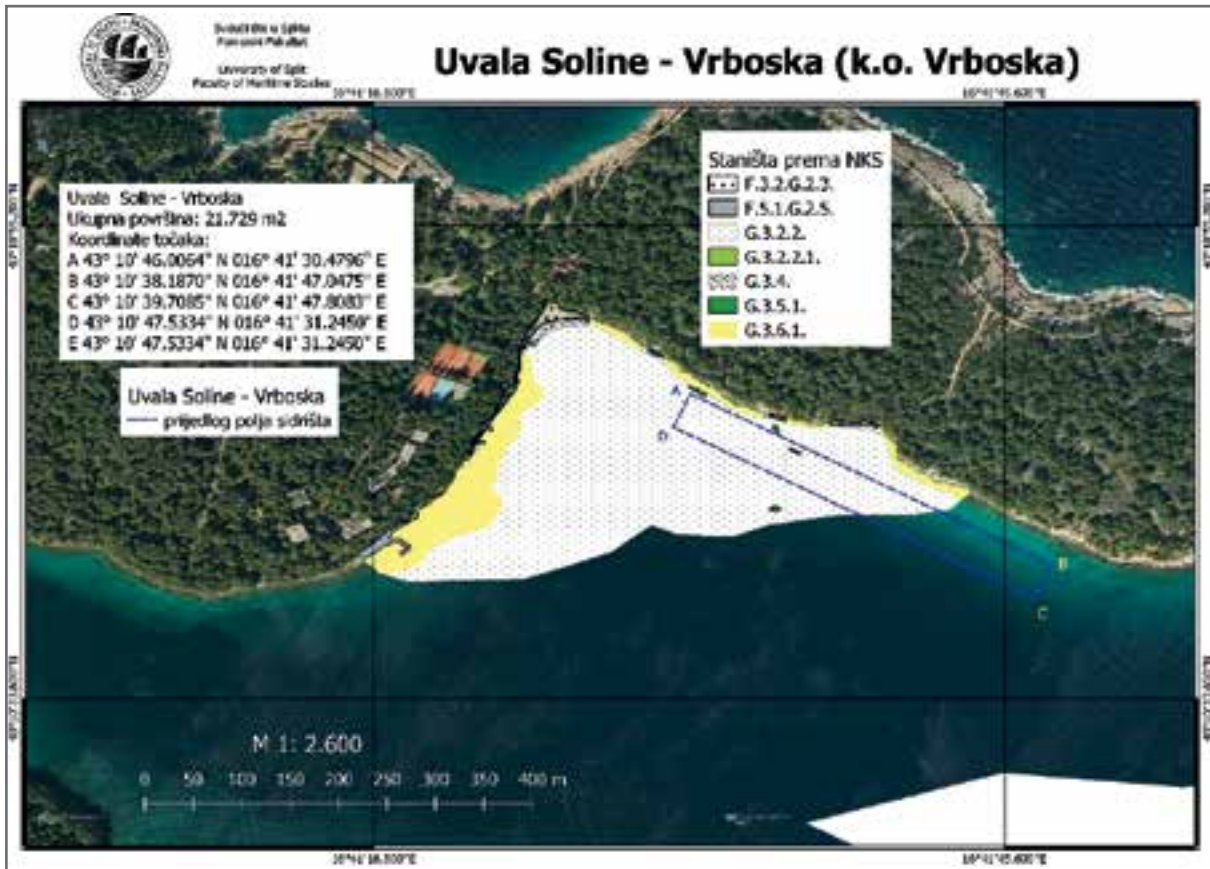 Sveučilište u Splitu
Pomorski Fakultet
University of Split
Faculty of Maritime Studies
Uvala Soline - Vrboska (k.o. Vrboska)
Uvala Soline - Vrboska
Ukupna površina: 21.729 m2
Koordinate točaka:
A 43° 10' 46.0064" N 016° 41' 30.4796" E
B 43° 10' 38.1870" N 016° 41' 47.0475" E
C 43° 10' 39.7085" N 016° 41' 47.8083" E
D 43° 10' 47.5334" N 016° 41' 31.2450" E
E 43° 10' 47.5334" N 016° 41' 31.2450" E
Uvala Soline - Vrboska
prijedlog polja sidrišta
Staništa prema NKS
F.5.1.G.2.5.
G.3.2.2.
G.3.2.2.1.
G.3.4.
G.3.5.1.
G.3.6.1.
A
D
B
C
M 1: 2.600
0 50 100 150 200 250 300 350 400 m